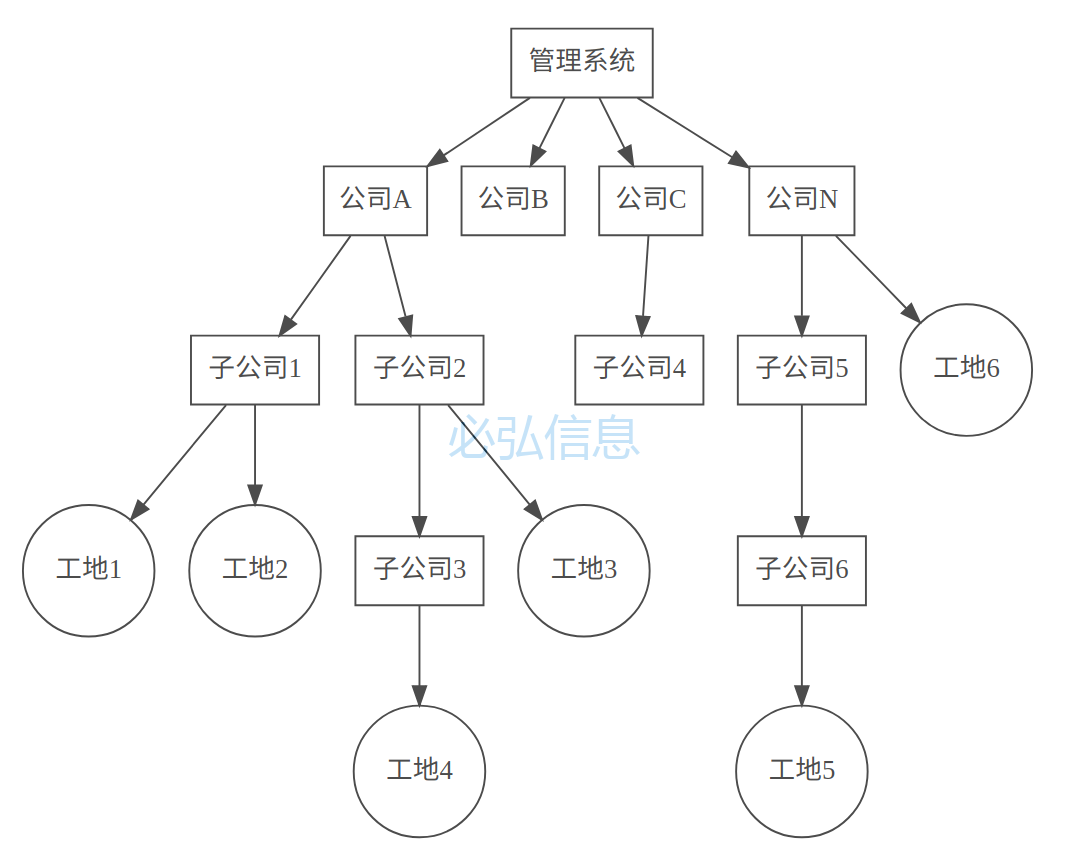 管理系统
公司A
公司B
公司C
公司N
子公司1
子公司2
子公司4
子公司5
工地6
必弘信息
工地1
工地2
子公司3
工地3
子公司6
工地4
工地5